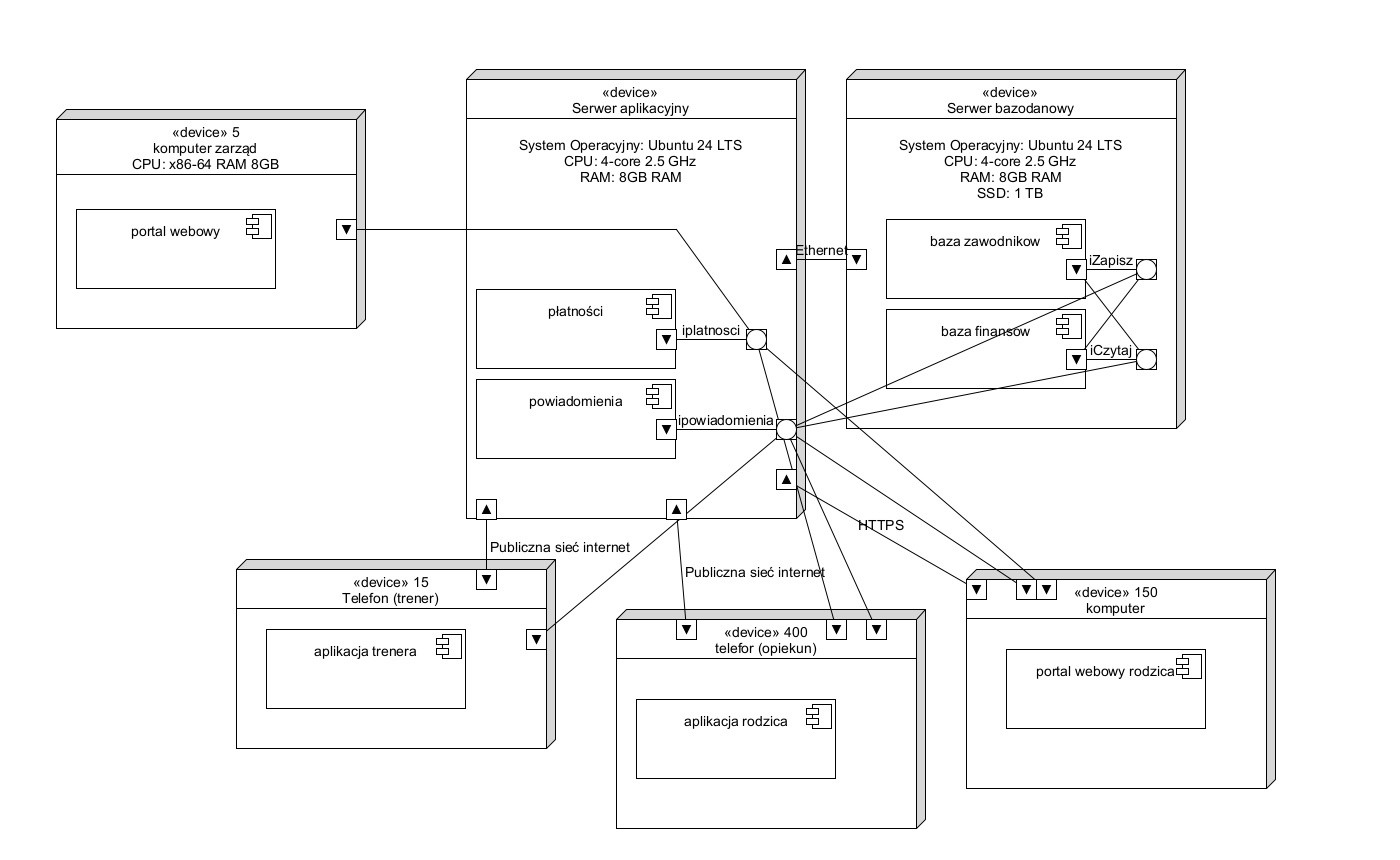 «device» 5
komputer zarząd
CPU: x86-64 RAM 8GB
portal webowy
«device»
Serwer aplikacyjny
System Operacyjny: Ubuntu 24 LTS
CPU: 4-core 2.5 GHz
RAM: 8GB RAM
płatności
iplatnosci
powiadomienia
ipowiadomienia
Ethernet
«device»
Serwer bazodanowy
System Operacyjny: Ubuntu 24 LTS
CPU: 4-core 2.5 GHz
RAM: 8GB RAM
SSD: 1 TB
baza zawodnikow
iZapisz
baza finansow
iCzytaj
HTTPS
Publiczna sieć internet
Publiczna sieć internet
«device» 15
Telefon (trener)
aplikacja trenera
«device» 400
telefor (opiekun)
aplikacja rodzica
«device» 150
komputer
portal webowy rodzica